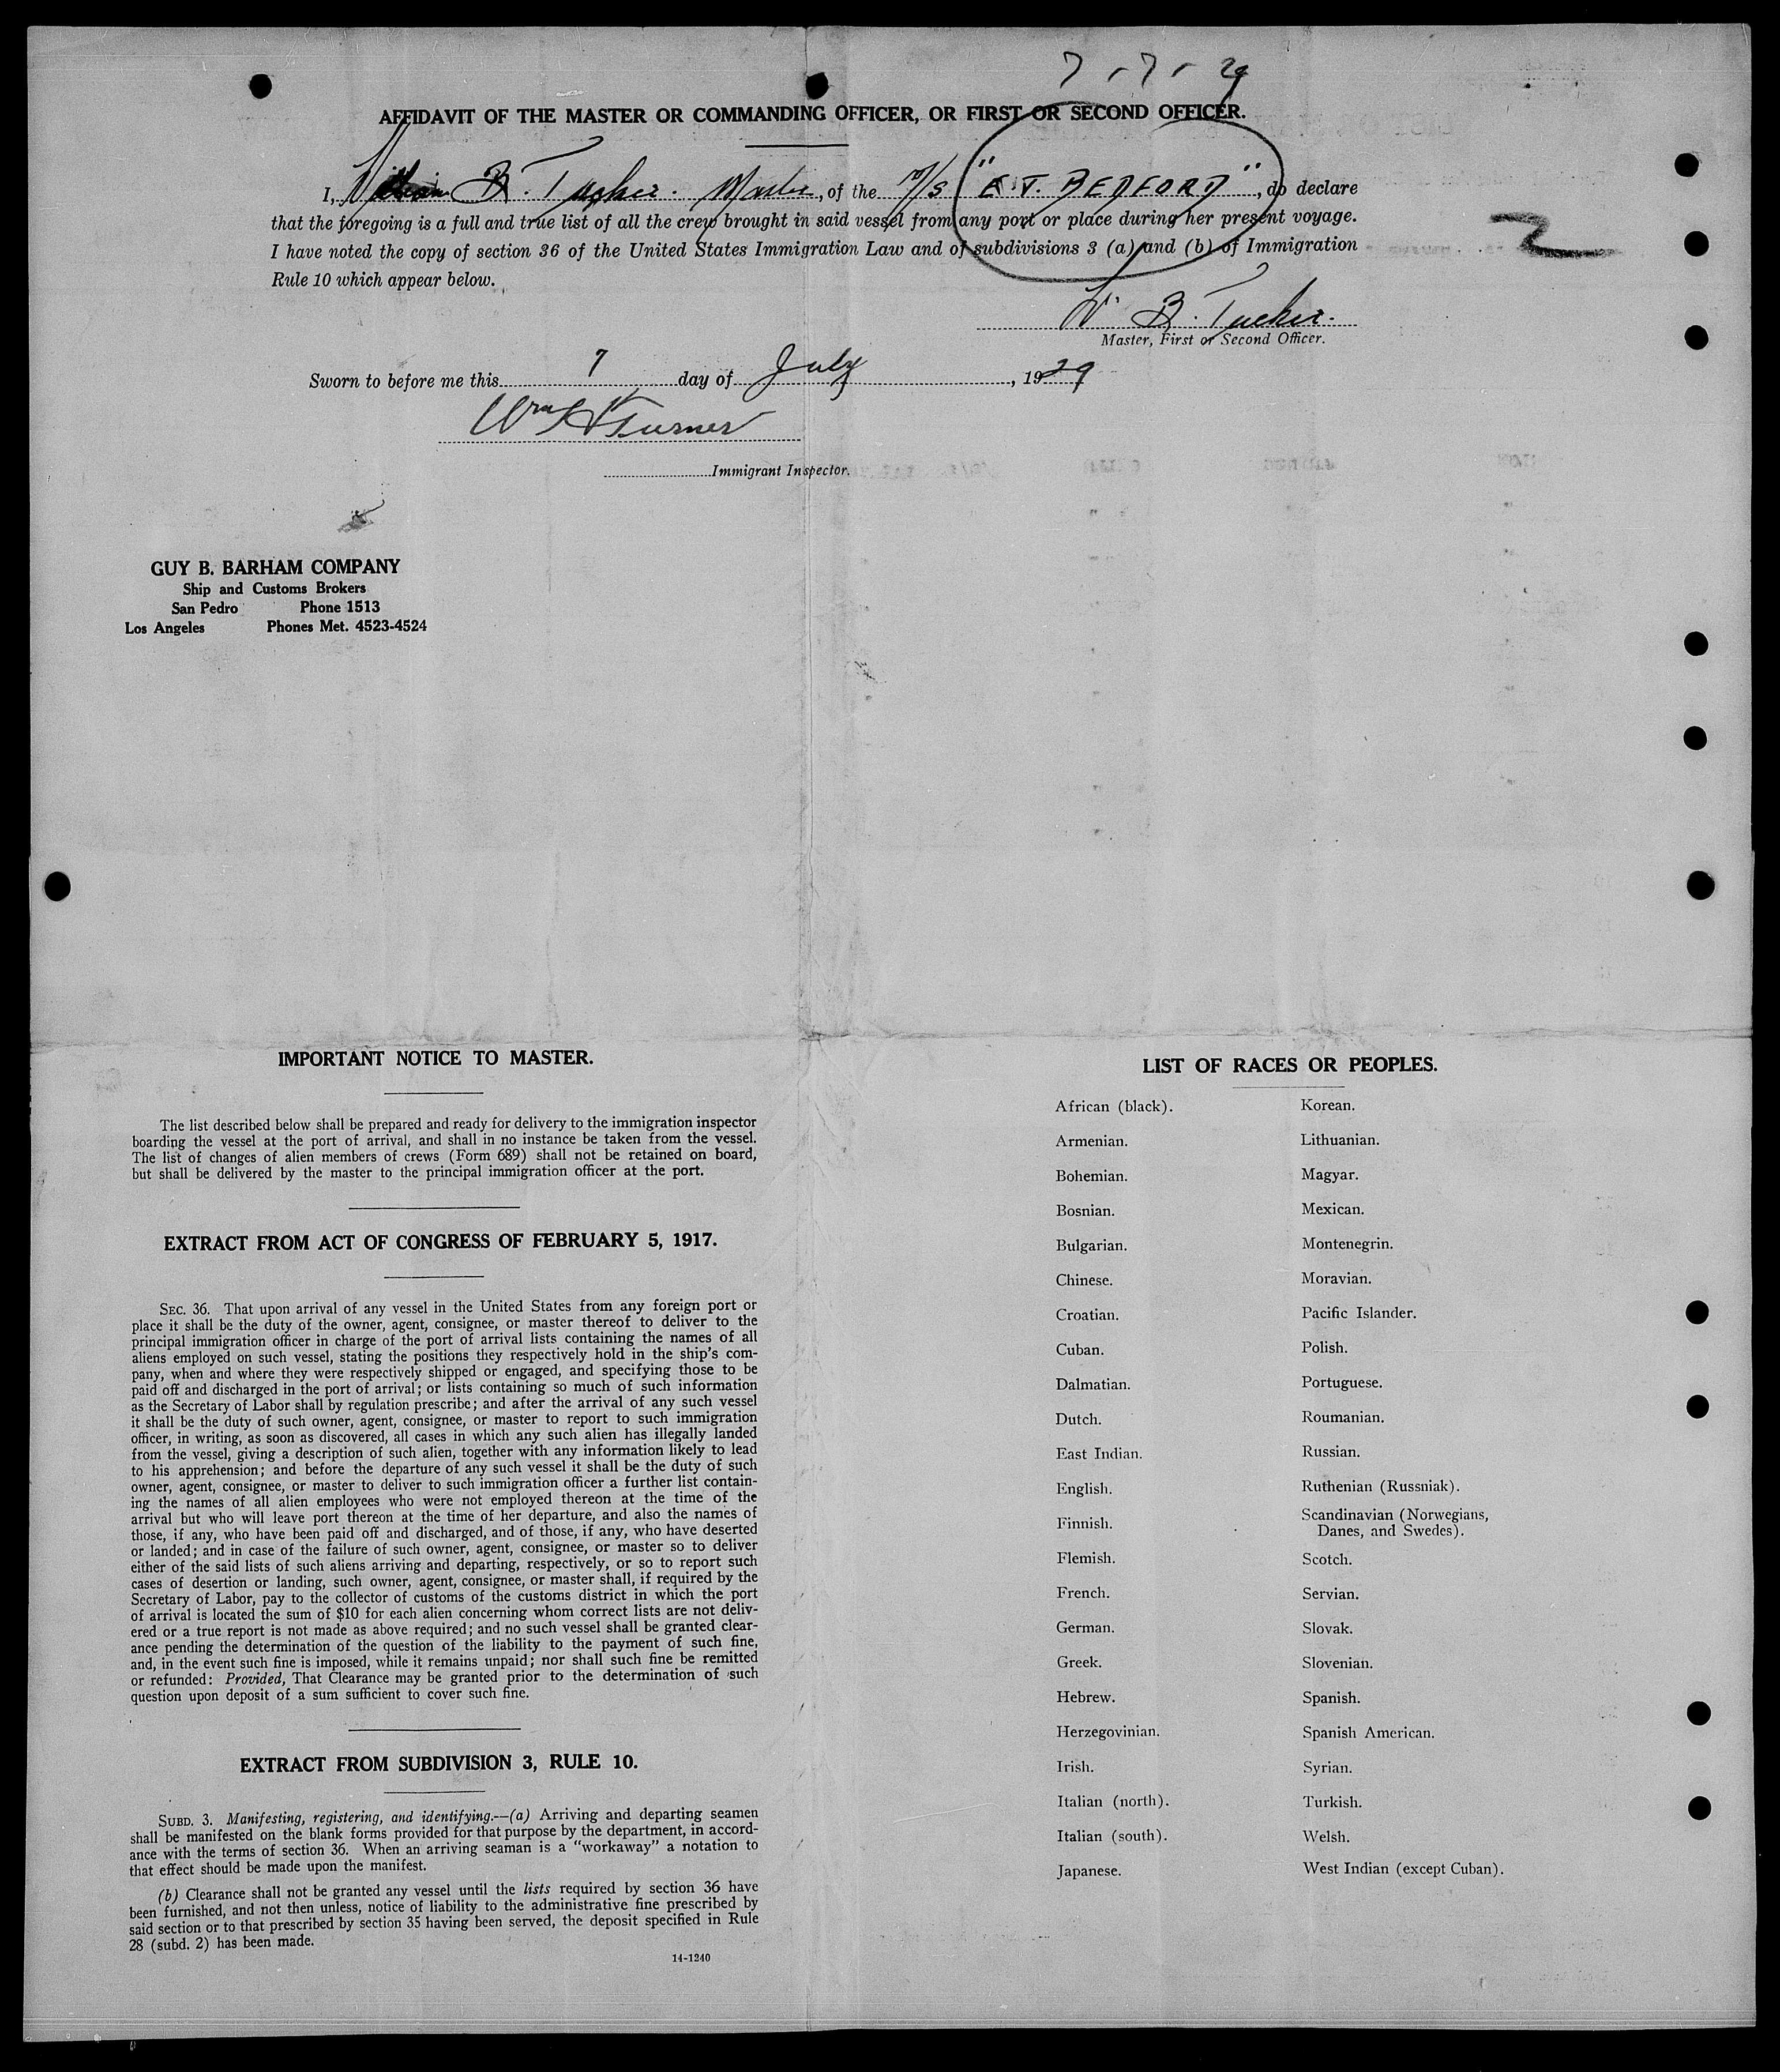 7-7-29
AFFIDAVIT OF THE MASTER OR COMMANDING OFFICER, OR FIRST OR SECOND OFFICER.
I, William B. Tucker. Master, of the M/S "E.T. BEDFORD", do declare
that the foregoing is a full and true list of all the crew brought in said vessel from any port or place during her present voyage.
I have noted the copy of section 36 of the United States Immigration Law and of subdivisions 3 (a) and (b) of Immigration
Rule 10 which appear below.
2
Wm B. Tucker.
Master, First or Second Officer.
Sworn to before me this 7 day of July, 1929
Wm H Turner
Immigrant Inspector.
GUY B. BARHAM COMPANY
Ship and Customs Brokers
San Pedro Phone 1513
Los Angeles Phones Met. 4523-4524
IMPORTANT NOTICE TO MASTER.
The list described below shall be prepared and ready for delivery to the immigration inspector
boarding the vessel at the port of arrival, and shall in no instance be taken from the vessel.
The list of changes of alien members of crews (Form 689) shall not be retained on board,
but shall be delivered by the master to the principal immigration officer at the port.
EXTRACT FROM ACT OF CONGRESS OF FEBRUARY 5, 1917.
SEC. 36. That upon arrival of any vessel in the United States from any foreign port or
place it shall be the duty of the owner, agent, consignee, or master thereof to deliver to the
principal immigration officer in charge of the port of arrival lists containing the names of all
aliens employed on such vessel, stating the positions they respectively hold in the ship's com-
pany, when and where they were respectively shipped or engaged, and specifying those to be
paid off and discharged in the port of arrival; or lists containing so much of such information
as the Secretary of Labor shall by regulation prescribe; and after the arrival of any such vessel
it shall be the duty of such owner, agent, consignee, or master to report to such immigration
officer, in writing, as soon as discovered, all cases in which any such alien has illegally landed
from the vessel, giving a description of such alien, together with any information likely to lead
to his apprehension; and before the departure of any such vessel it shall be the duty of such
owner, agent, consignee, or master to deliver to such immigration officer a further list contain-
ing the names of all alien employees who were not employed thereon at the time of the
arrival but who will leave port thereon at the time of her departure, and also the names of
those, if any, who have been paid off and discharged, and of those, if any, who have deserted
or landed; and in case of the failure of such owner, agent, consignee, or master so to deliver
either of the said lists of such aliens arriving and departing, respectively, or so to report such
cases of desertion or landing, such owner, agent, consignee, or master shall, if required by the
Secretary of Labor, pay to the collector of customs of the customs district in which the port
of arrival is located the sum of $10 for each alien concerning whom correct lists are not deliv-
ered or a true report is not made as above required; and no such vessel shall be granted clear-
ance pending the determination of the question of the liability to the payment of such fine,
and, in the event such fine is imposed, while it remains unpaid; nor shall such fine be remitted
or refunded: Provided, That Clearance may be granted prior to the determination of such
question upon deposit of a sum sufficient to cover such fine.
EXTRACT FROM SUBDIVISION 3, RULE 10.
SUBD. 3. Manifesting, registering, and identifying.—(a) Arriving and departing seamen
shall be manifested on the blank forms provided for that purpose by the department, in accord-
ance with the terms of section 36. When an arriving seaman is a "workaway" a notation to
that effect should be made upon the manifest.
(b) Clearance shall not be granted any vessel until the lists required by section 36 have
been furnished, and not then unless, notice of liability to the administrative fine prescribed by
said section or to that prescribed by section 35 having been served, the deposit specified in Rule
28 (subd. 2) has been made.
14-1240
LIST OF RACES OR PEOPLES.
African (black).
Armenian.
Bohemian.
Bosnian.
Bulgarian.
Chinese.
Croatian.
Cuban.
Dalmatian.
Dutch.
East Indian.
English.
Finnish.
Flemish.
French.
German.
Greek.
Hebrew.
Herzegovinian.
Irish.
Italian (north).
Italian (south).
Japanese.
Korean.
Lithuanian.
Magyar.
Mexican.
Montenegrin.
Moravian.
Pacific Islander.
Polish.
Portuguese.
Roumanian.
Russian.
Ruthenian (Russniak).
Scandinavian (Norwegians,
Danes, and Swedes).
Scotch.
Servian.
Slovak.
Slovenian.
Spanish.
Spanish American.
Syrian.
Turkish.
Welsh.
West Indian (except Cuban).